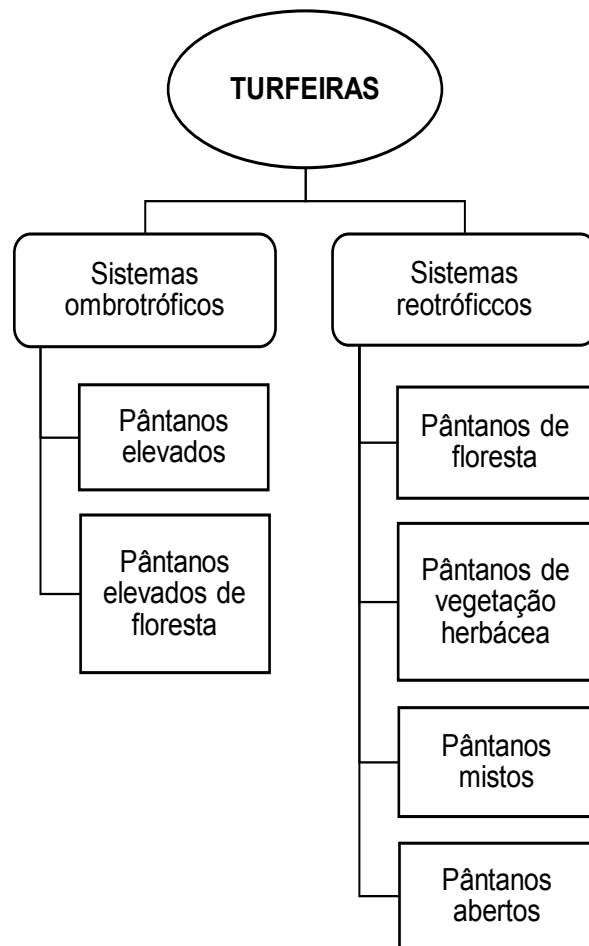 TURFEIRAS
Sistemas
ombrotróficos
Pântanos
elevados
Pântanos
elevados de
floresta
Sistemas
reotróficcos
Pântanos de
floresta
Pântanos de
vegetação
herbácea
Pântanos
mistos
Pântanos
abertos